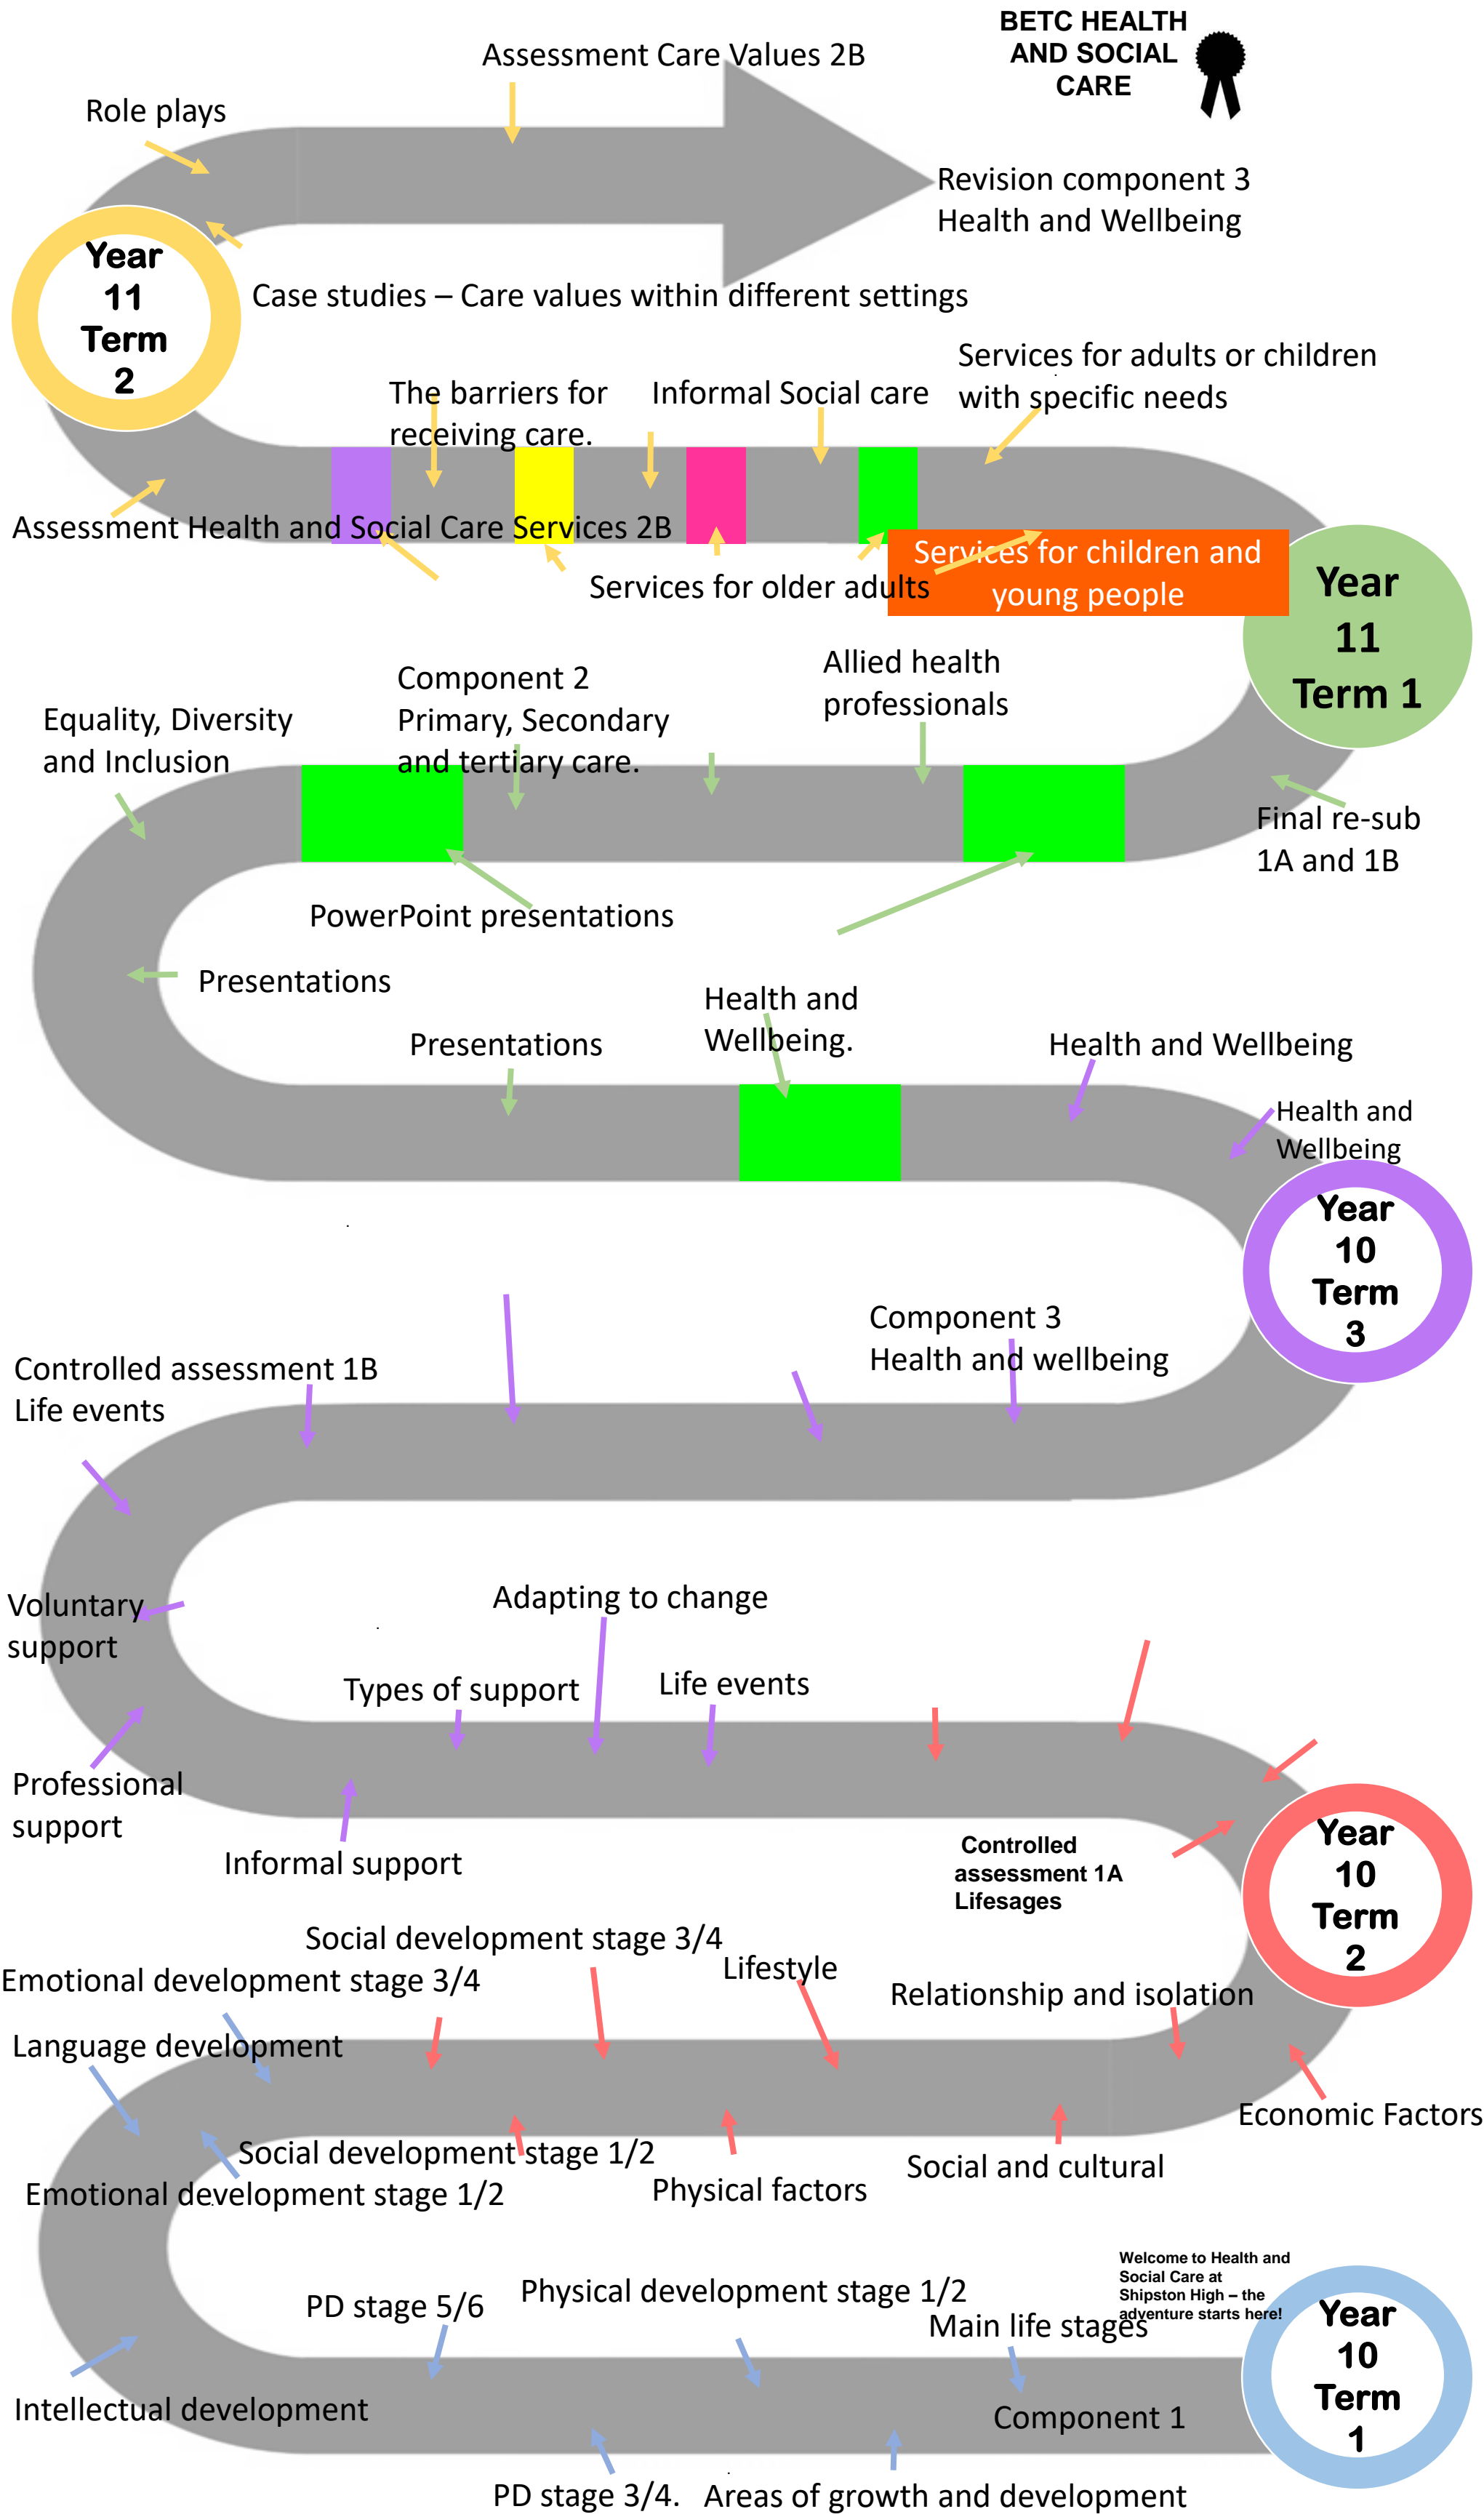 BETC HEALTH
AND SOCIAL
CARE
Assessment Care Values 2B
Role plays
Revision component 3
Health and Wellbeing
Year
11
Term
2
Case studies – Care values within different settings
Services for adults or children
with specific needs
The barriers for
receiving care.
Informal Social care
Assessment Health and Social Care Services 2B
Services for children and
young people
Services for older adults
Year
11
Term 1
Allied health
professionals
Component 2
Primary, Secondary
and tertiary care.
Equality, Diversity
and Inclusion
Final re-sub
1A and 1B
PowerPoint presentations
Presentations
Health and
Wellbeing.
Presentations
Health and Wellbeing
Health and
Wellbeing
Year
10
Term
3
Component 3
Health and wellbeing
Controlled assessment 1B
Life events
Voluntary
support
Adapting to change
Types of support
Life events
Professional
support
Informal support
Controlled
assessment 1A
Lifesages
Year
10
Term
2
Social development stage 3/4
Lifestyle
Emotional development stage 3/4
Relationship and isolation
Language development
Economic Factors
Social development stage 1/2
Social and cultural
Emotional development stage 1/2
Physical factors
Welcome to Health and
Social Care at
Shipston High – the
adventure starts here!
Year
10
Term
1
PD stage 5/6
Physical development stage 1/2
Main life stages
Intellectual development
Component 1
PD stage 3/4.
Areas of growth and development